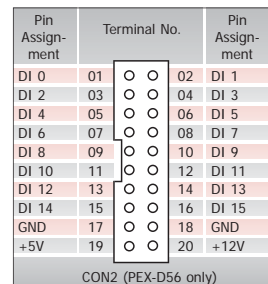 Pin Assign-ment Terminal No. Pin Assign-ment
DI 0 01 02 DI 1
DI 2 03 04 DI 3
DI 4 05 06 DI 5
DI 6 07 08 DI 7
DI 8 09 10 DI 9
DI 10 11 12 DI 11
DI 12 13 14 DI 13
DI 14 15 16 DI 15
GND 17 18 GND
+5V 19 20 +12V
CON2 (PEX-D56 only)